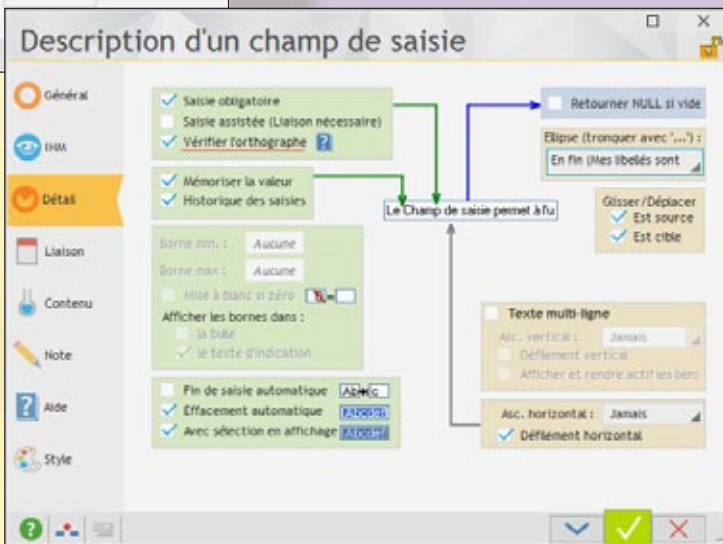 Description d'un champ de saisie
Général
IHM
Détail
Liaison
Contenu
Note
Aide
Style
Saisie obligatoire
Saisie assistée (Liaison nécessaire)
Vérifier l'orthographe
Mémoriser la valeur
Historique des saisies
Borne min. : Aucune
Borne max : Aucune
Mise à blanc si zéro
Afficher les bornes dans :
la bulle
le texte d'indication
Fin de saisie automatique
Effacement automatique
Avec sélection en affichage
Le Champ de saisie permet à l'u
Retourner NULL si vide
Ellipse (tronquer avec '...') :
En fin (Mes libellés sont
Glisser/Déplacer
Est source
Est cible
Texte multi-ligne
Asc. vertical : Jamais
Défilement vertical
Afficher et rendre actif les liens
Asc. horizontal : Jamais
Défilement horizontal